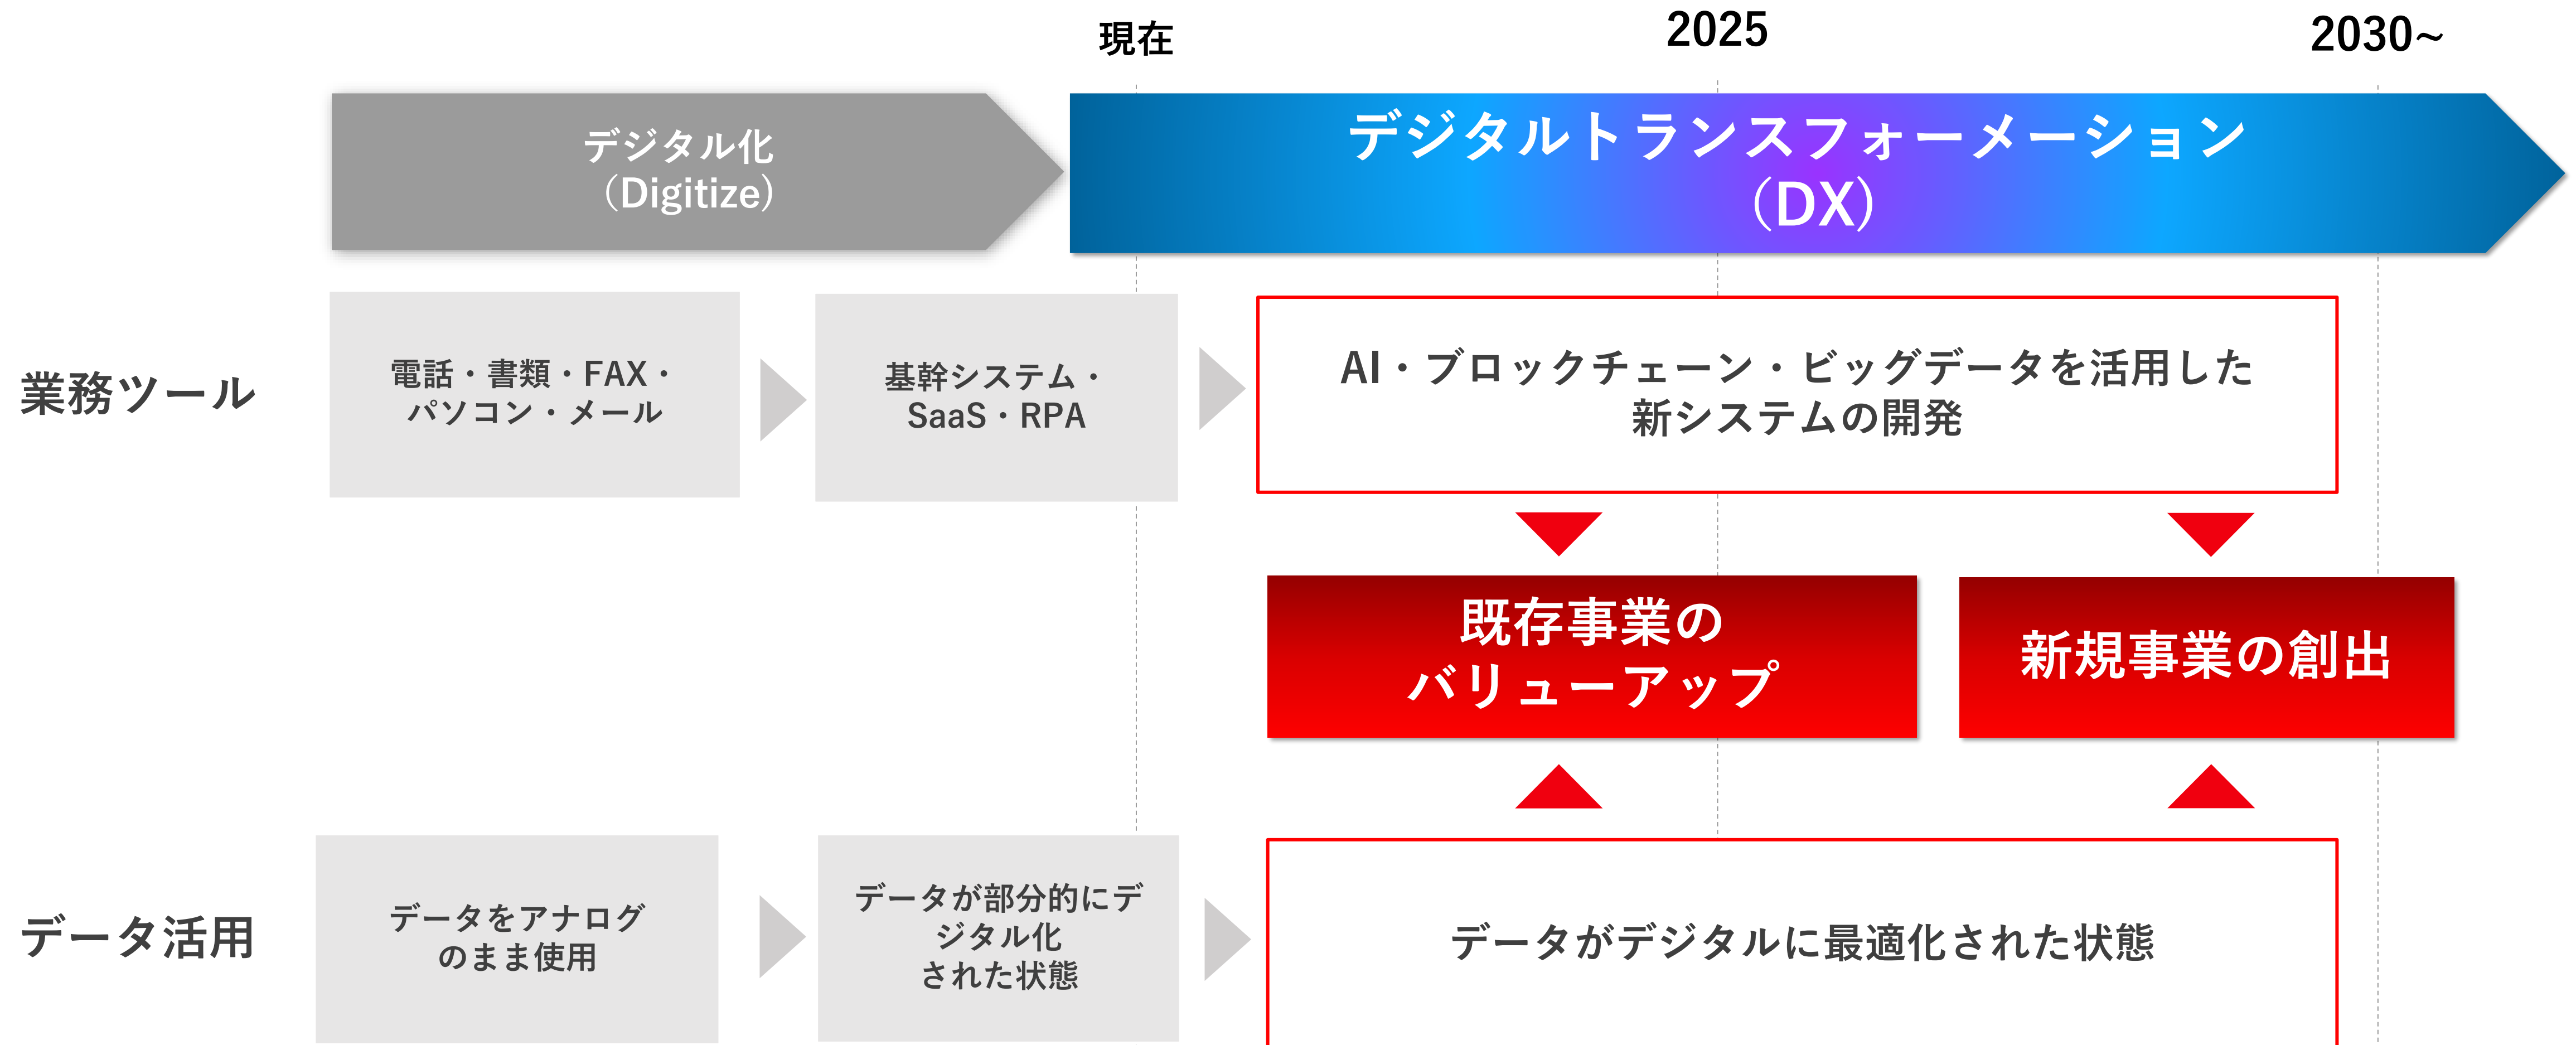 現在
2025
2030~
デジタル化
（Digitize）
デジタルトランスフォーメーション
（DX）
業務ツール
電話・書類・FAX・
パソコン・メール
基幹システム・
SaaS・RPA
AI・ブロックチェーン・ビッグデータを活用した
新システムの開発
既存事業の
バリューアップ
新規事業の創出
データ活用
データをアナログ
のまま使用
データが部分的にデ
ジタル化
された状態
データがデジタルに最適化された状態